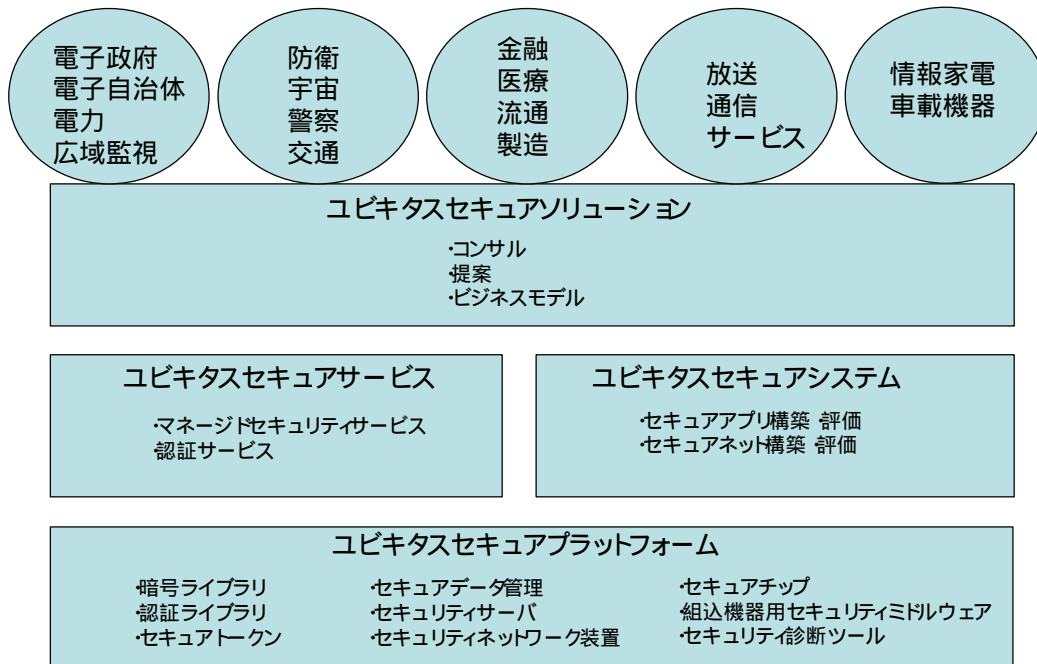 電子政府
電子自治体
電力
広域監視
防衛
宇宙
警察
交通
金融
医療
流通
製造
放送
通信
サービス
情報家電
車載機器
ユビキタスセキュアソリューション
・コンサル
・提案
・ビジネスモデル
ユビキタスセキュアサービス
・マネージドセキュリティサービス
・認証サービス
ユビキタスセキュアシステム
・セキュアアプリ構築・評価
・セキュアネット構築・評価
ユビキタスセキュアプラットフォーム
・暗号ライブラリ
・認証ライブラリ
・セキュアトークン
・セキュアデータ管理
・セキュリティサーバ
・セキュリティネットワーク装置
・セキュアチップ
・組込機器用セキュリティミドルウェア
・セキュリティ診断ツール